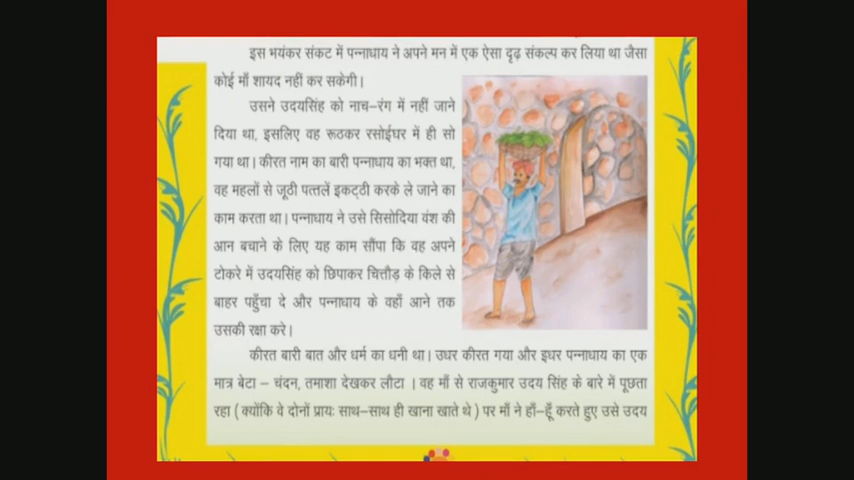 इस भयंकर संकट में पन्नाधाय ने अपने मन में एक ऐसा दृढ़ संकल्प कर लिया था जैसा
कोई माँ शायद नहीं कर सकेगी।
उसने उदयसिंह को नाच–रंग में नहीं जाने
दिया था, इसलिए वह रूठकर रसोईघर में ही सो
गया था। कीरत नाम का बारी पन्नाधाय का भक्त था,
वह महलों से जूठी पत्तलें इकट्ठी करके ले जाने का
काम करता था। पन्नाधाय ने उसे सिसोदिया वंश की
आन बचाने के लिए यह काम सौंपा कि वह अपने
टोकरे में उदयसिंह को छिपाकर चित्तौड़ के किले से
बाहर पहुँचा दे और पन्नाधाय के वहाँ आने तक
उसकी रक्षा करे।
कीरत बारी बात और धर्म का धनी था। उधर कीरत गया और इधर पन्नाधाय का एक
मात्र बेटा – चंदन, तमाशा देखकर लौटा । वह माँ से राजकुमार उदय सिंह के बारे में पूछता
रहा ( क्योंकि वे दोनों प्रायः साथ–साथ ही खाना खाते थे ) पर माँ ने हाँ–हूँ करते हुए उसे उदय